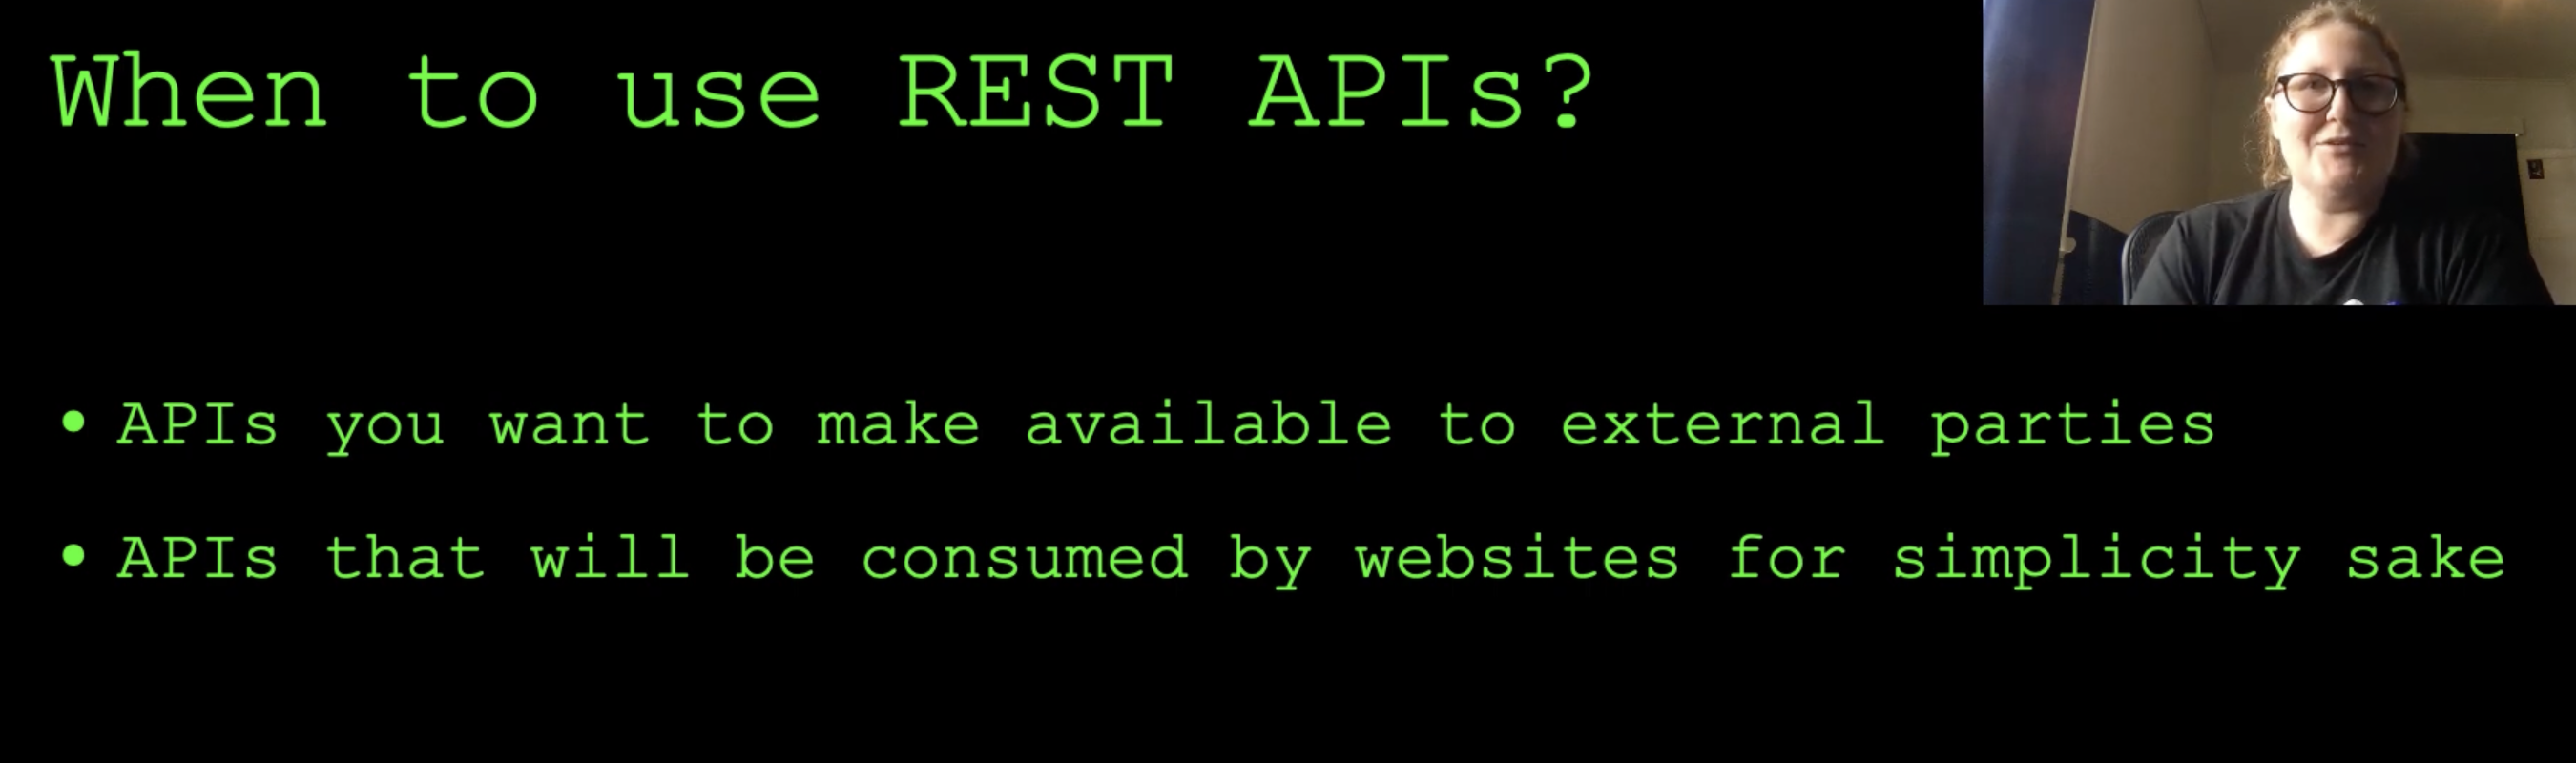 When to use REST APIs?
• APIs you want to make available to external parties
• APIs that will be consumed by websites for simplicity sake